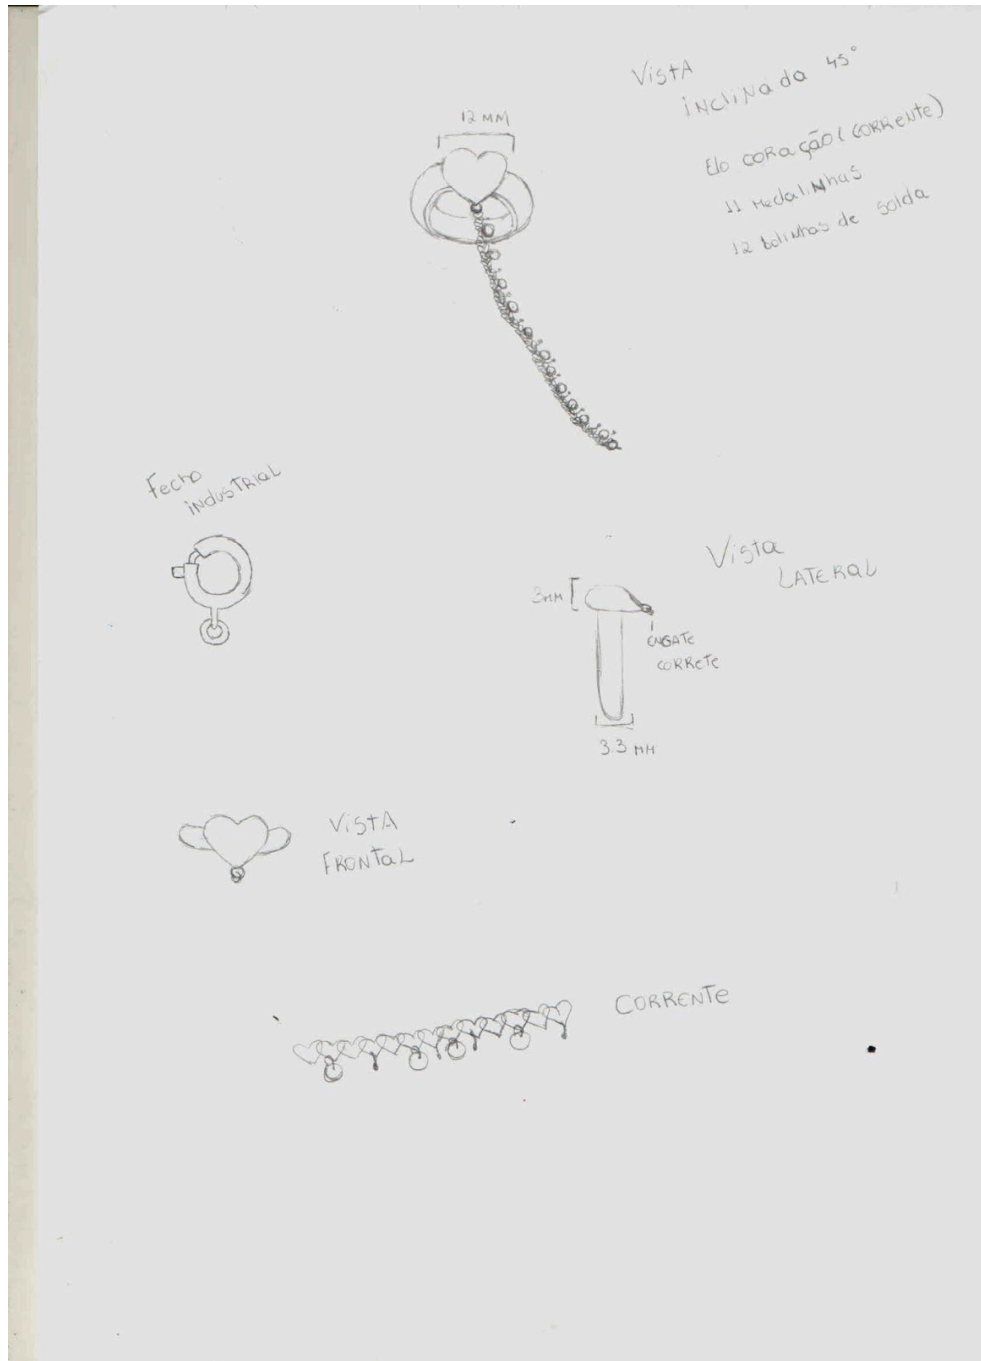 Vista
inclinada 45°
12 MM
Elo coração (corrente)
11 Medalinhas
12 bolinhas de solda
Fecho
industrial
Vista
Lateral
3MM
engate
correte
3.3 MM
Vista
Frontal
Corrente